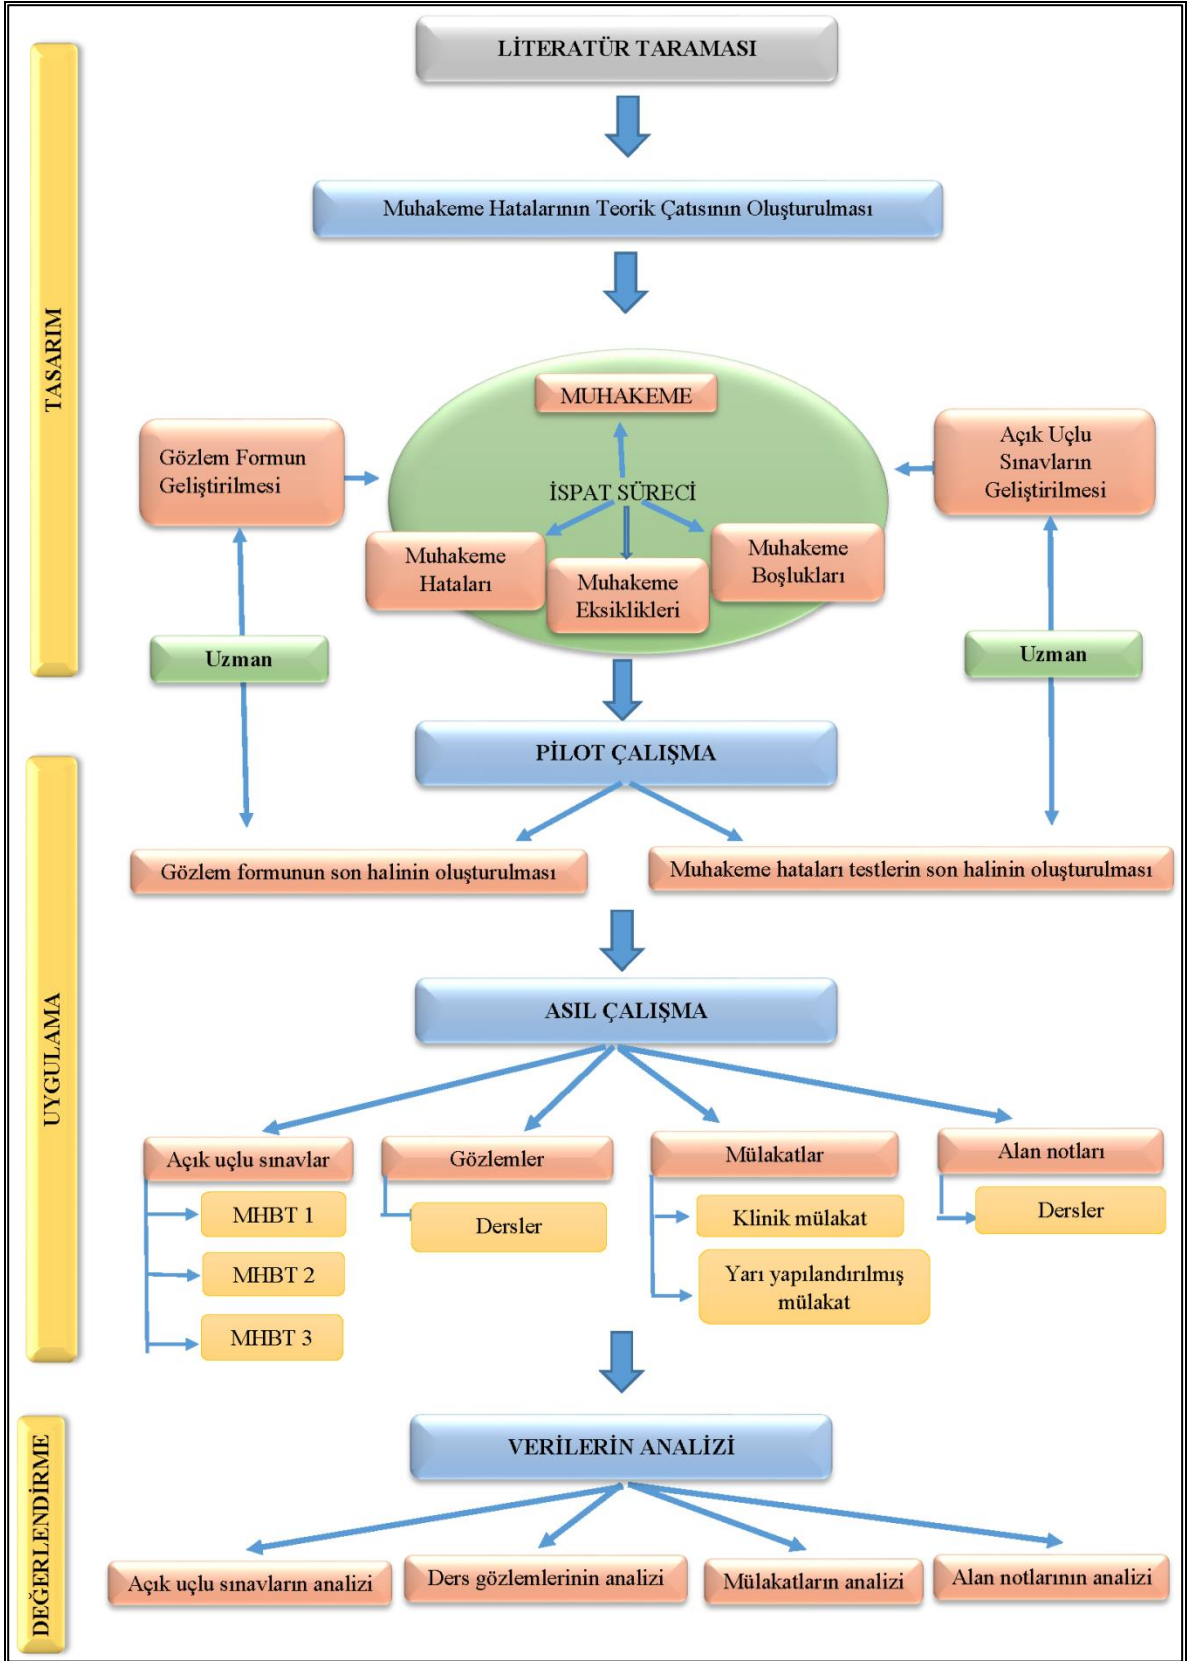 LİTERATÜR TARAMASI
Muhakeme Hatalarının Teorik Çatısının Oluşturulması
TASARIM
MUHAKEME
Gözlem Formun
Geliştirilmesi
Açık Uçlu
Sınavların
Geliştirilmesi
İSPAT SÜRECİ
Muhakeme
Hataları
Muhakeme
Eksiklikleri
Muhakeme
Boşlukları
Uzman
Uzman
PİLOT ÇALIŞMA
Gözlem formunun son halinin oluşturulması
Muhakeme hataları testlerin son halinin oluşturulması
UYGULAMA
ASIL ÇALIŞMA
Açık uçlu sınavlar
Gözlemler
Mülakatlar
Alan notları
MHBT 1
MHBT 2
MHBT 3
Dersler
Klinik mülakat
Yarı yapılandırılmış
mülakat
Dersler
DEĞERLENDİRME
VERİLERİN ANALİZİ
Açık uçlu sınavların analizi
Ders gözlemlerinin analizi
Mülakatların analizi
Alan notlarının analizi